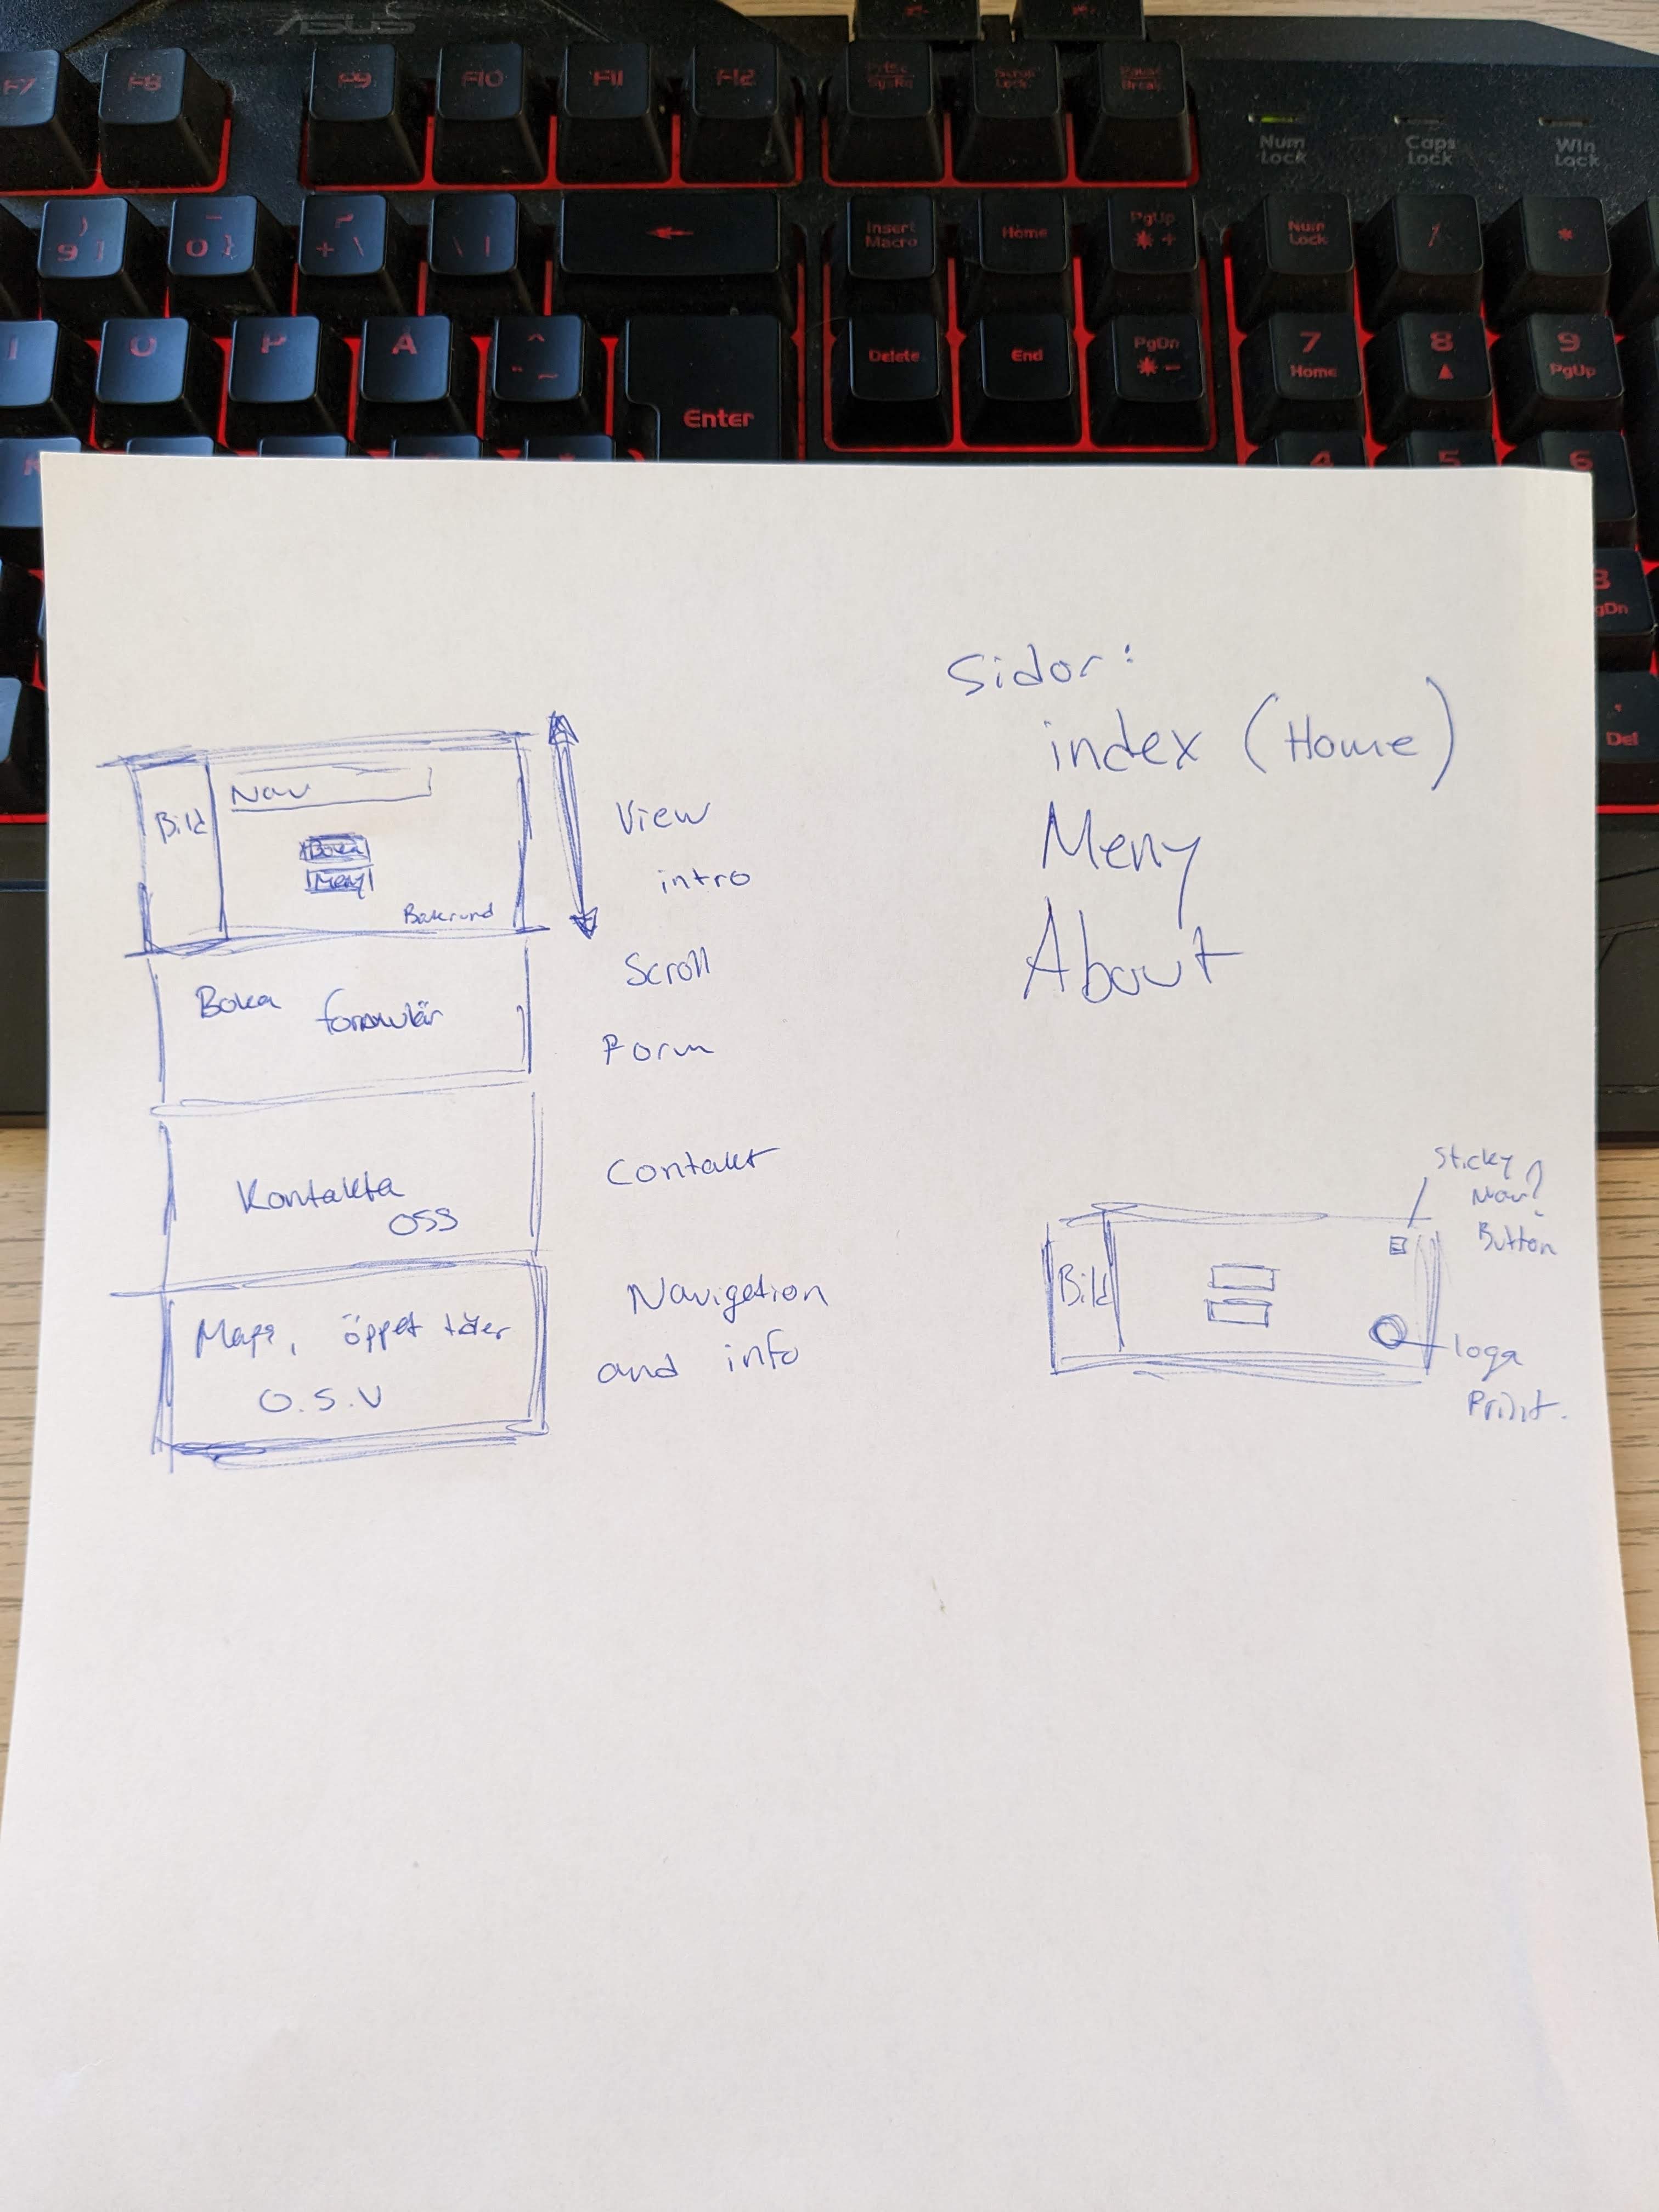 ASUS
F7 F8 F9 F10 F11 F12 PrtSc SysRq Scroll Lock Pause Break
Num Lock Caps Lock Win Lock
) 9 ] = 0 } ? + \ \ | Insert Macro Home PgUp + Num Lock / *
I O P Å ^ ¨ ~ Enter Delete End PgDn - 7 Home 8 9 PgUp
K 4 5 6
3 PgDn
, Del
Sidor:
index (Home)
Meny
About
Bild Nav
Boka
Meny
Bakrund
View
intro
Boka formulär
Scroll
Form
Kontakta
oss
Contakt
Maps, öppet tider
O.S.V
Navigetion
and info
Sticky
Nav?
Button
Bild
loga
Print.